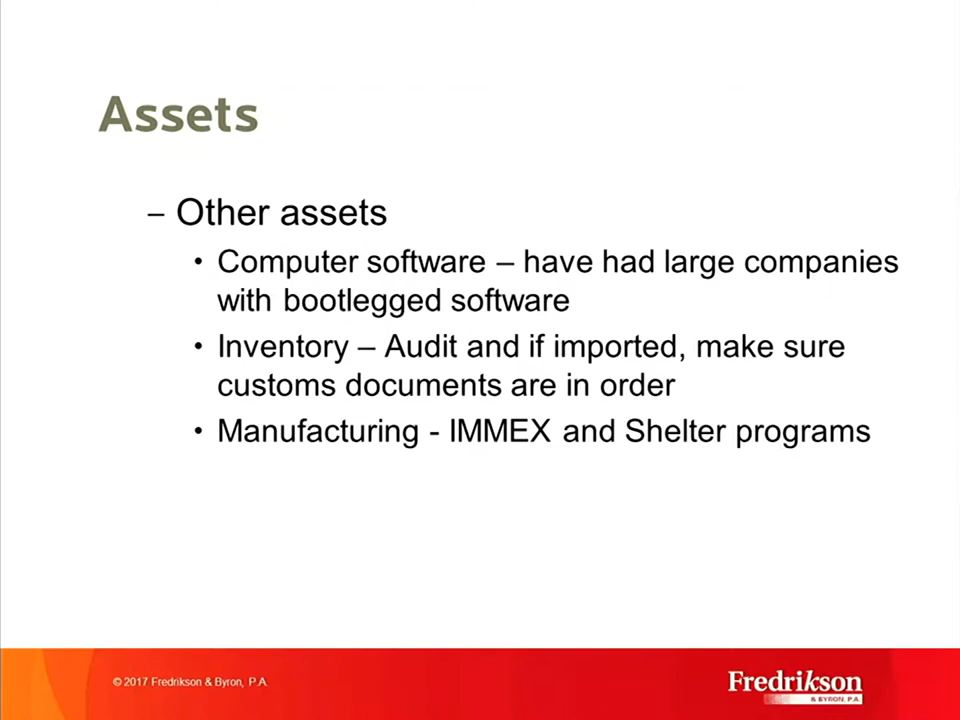 Assets
– Other assets
• Computer software – have had large companies
with bootlegged software
• Inventory – Audit and if imported, make sure
customs documents are in order
• Manufacturing - IMMEX and Shelter programs
© 2017 Fredrikson & Byron, P.A.
Fredrikson
& BYRON, P.A.